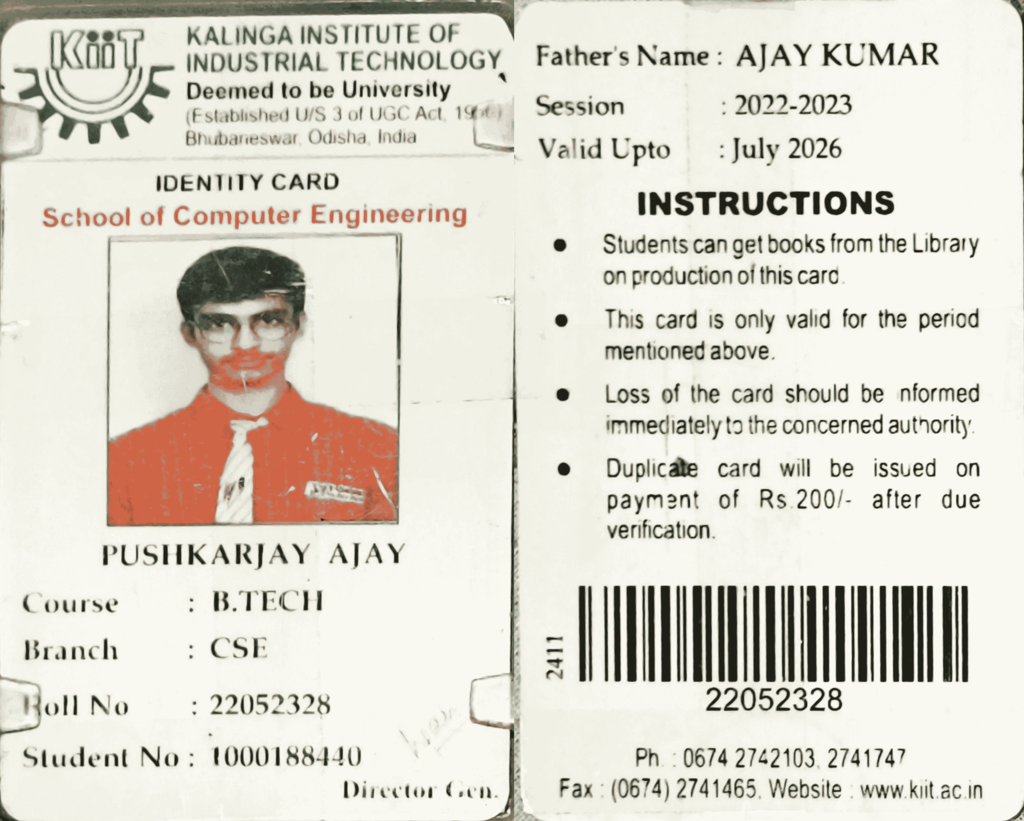 KiiT
KALINGA INSTITUTE OF
INDUSTRIAL TECHNOLOGY
Deemed to be University
(Established U/S 3 of UGC Act,
Bhubaneswar, Odisha, India
IDENTITY CARD
School of Computer Engineering
PUSHKARJAY AJAY
Course : B.TECH
Branch : CSE
Roll No : 22052328
Student No : 1000188440
Director Gen.
Father's Name : AJAY KUMAR
Session : 2022-2023
Valid Upto : July 2026
INSTRUCTIONS
• Students can get books from the Library
on production of this card.
• This card is only valid for the period
mentioned above.
• Loss of the card should be nformed
immediately to the concerned authority.
• Duplicate card will be issued on
payment of Rs.200/- after due
verification.
2411
22052328
Ph. : 0674 2742103, 2741747
Fax : (0674) 2741465, Website : www.kiit.ac.in